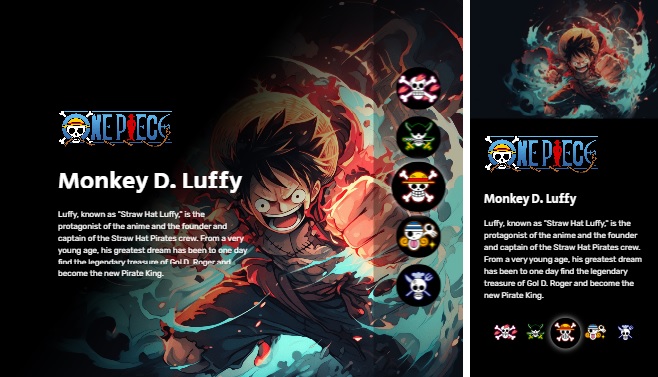 ONE PIECE
Monkey D. Luffy
Luffy, known as "Straw Hat Luffy," is the
protagonist of the anime and the founder and
captain of the Straw Hat Pirates crew. From a very
young age, his greatest dream has been to one day
find the legendary treasure of Gol D. Roger and
become the new Pirate King.
ONE PIECE
Monkey D. Luffy
Luffy, known as "Straw Hat Luffy," is the
protagonist of the anime and the founder
and captain of the Straw Hat Pirates crew.
From a very young age, his greatest dream
has been to one day find the legendary
treasure of Gol D. Roger and become the
new Pirate King.